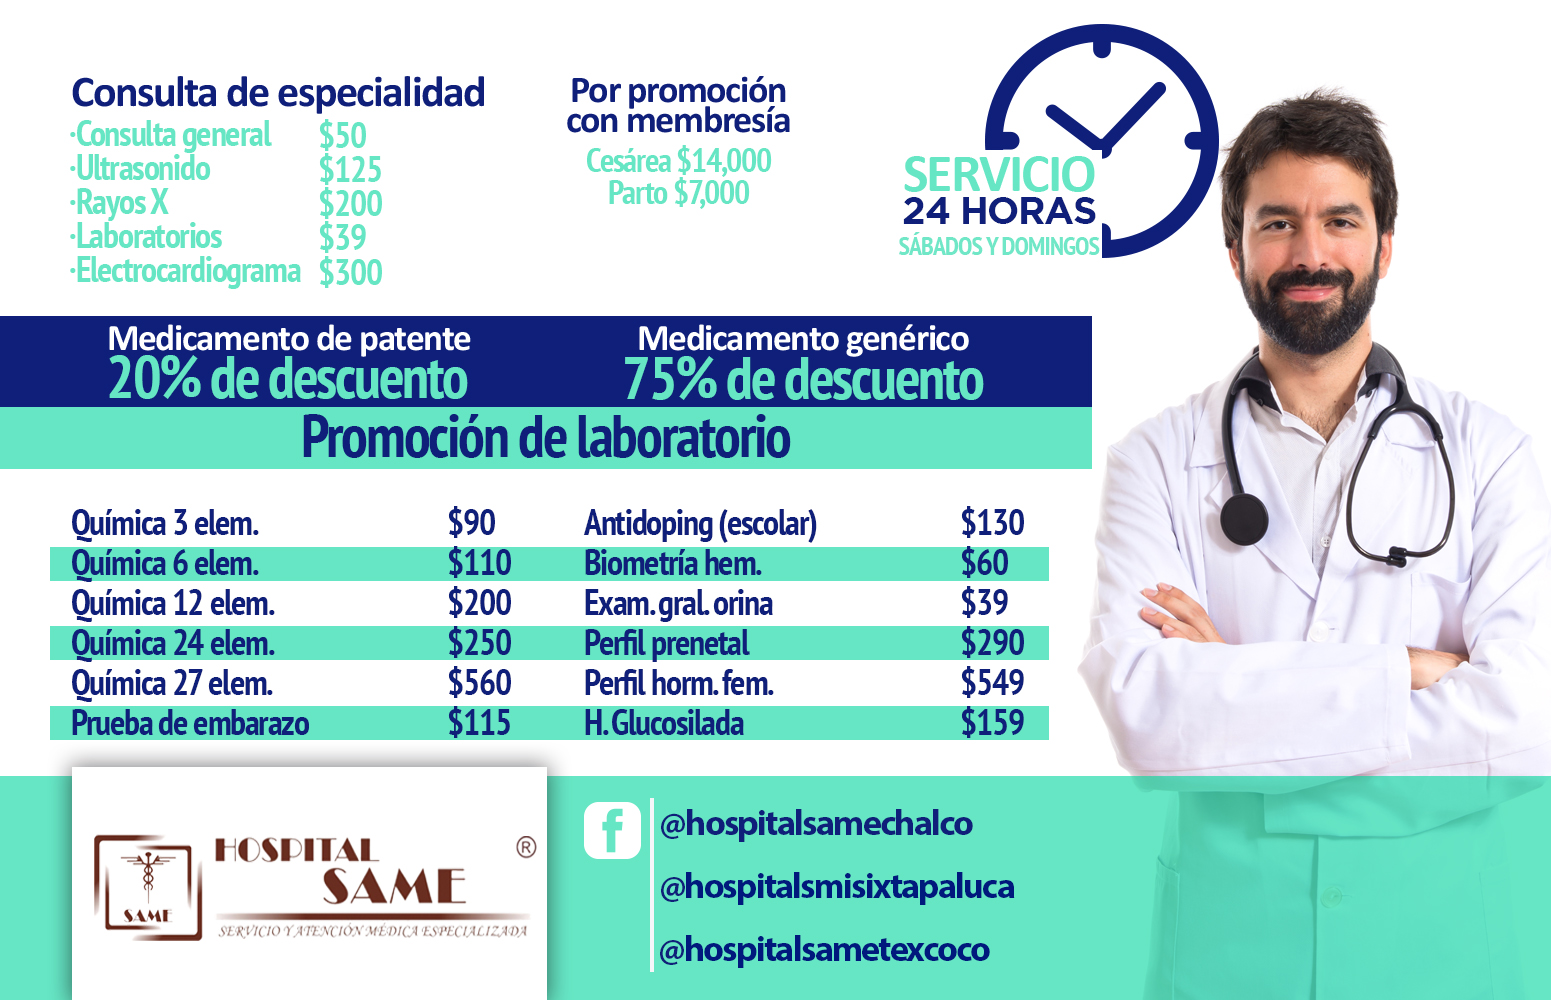 Consulta de especialidad
·Consulta general $50
·Ultrasonido $125
·Rayos X $200
·Laboratorios $39
·Electrocardiograma $300
Por promoción
con membresía
Cesárea $14,000
Parto $7,000
SERVICIO
24 HORAS
SÁBADOS Y DOMINGOS
Medicamento de patente
20% de descuento
Medicamento genérico
75% de descuento
Promoción de laboratorio
Química 3 elem. $90
Química 6 elem. $110
Química 12 elem. $200
Química 24 elem. $250
Química 27 elem. $560
Prueba de embarazo $115
Antidoping (escolar) $130
Biometría hem. $60
Exam. gral. orina $39
Perfil prenetal $290
Perfil horm. fem. $549
H. Glucosilada $159
SAME
HOSPITAL ®
SAME
SERVICIO Y ATENCIÓN MÉDICA ESPECIALIZADA
f
@hospitalsamechalco
@hospitalsmisixtapaluca
@hospitalsametexcoco